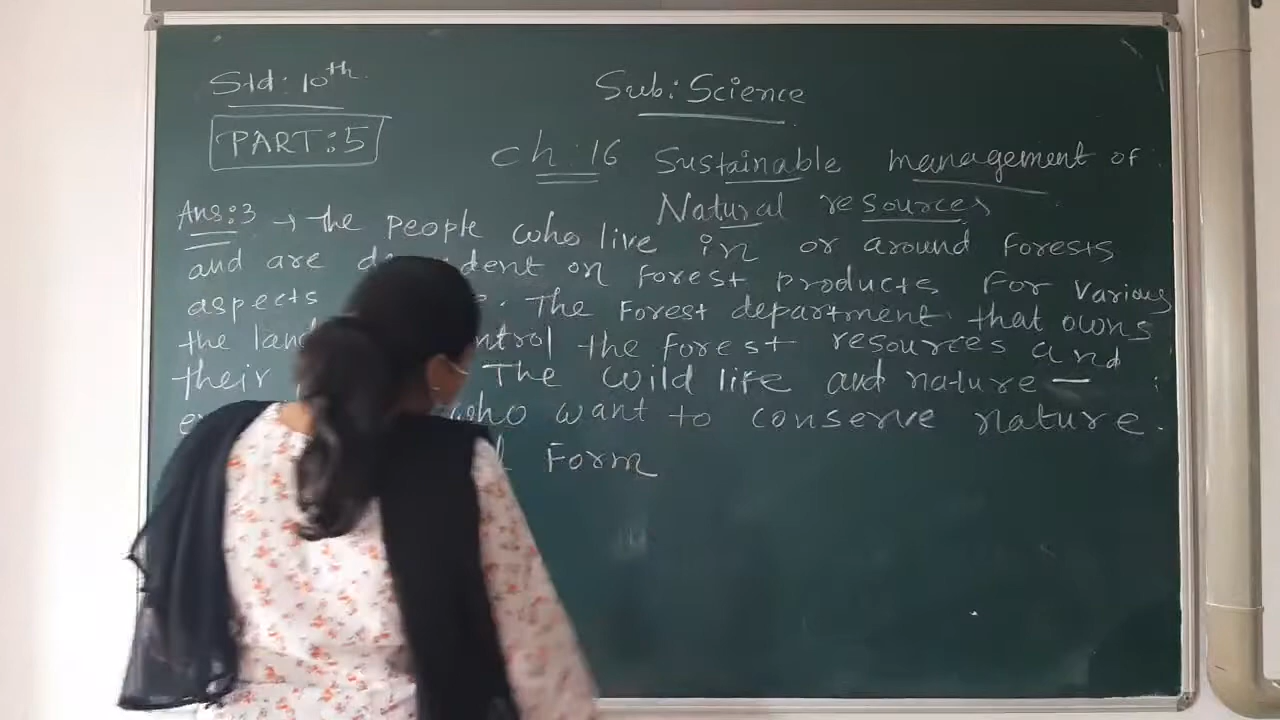 Std: 10th.
Sub: Science
PART: 5
ch: 16 Sustainable management of
Natural resources
Ans: 3 → the people who live in or around forests
and are dependent on forest products for various
aspects The Forest department that owns
the land control the forest resources and
their The wild life and nature —
who want to conserve nature.
Form